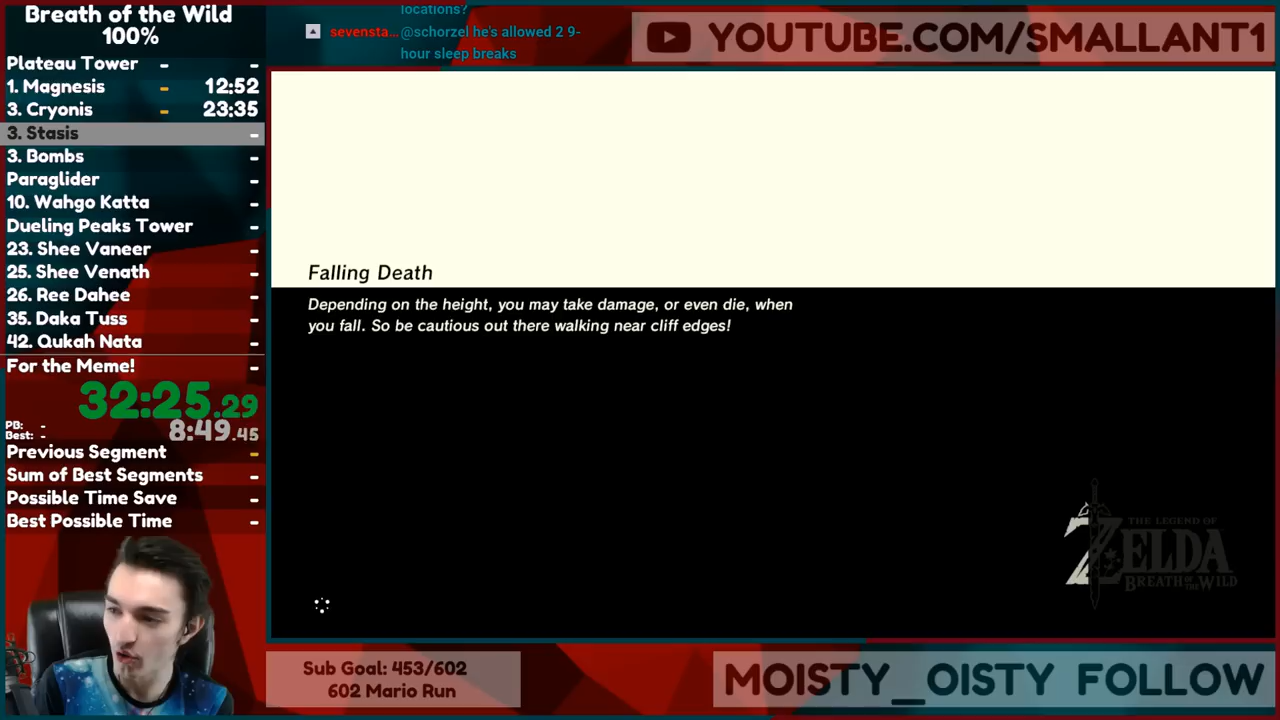 Breath of the Wild
100%
Plateau Tower - -
1. Magnesis - 12:52
3. Cryonis - 23:35
3. Stasis -
3. Bombs -
Paraglider -
10. Wahgo Katta -
Dueling Peaks Tower -
23. Shee Vaneer -
25. Shee Venath -
26. Ree Dahee -
35. Daka Tuss -
42. Qukah Nata -
For the Meme! -
32:25.29
PB: -
Best: - 8:49.45
Previous Segment -
Sum of Best Segments -
Possible Time Save -
Best Possible Time -
locations?
sevensta... @schorzel he's allowed 2 9-
hour sleep breaks
YOUTUBE.COM/SMALLANT1
Falling Death
Depending on the height, you may take damage, or even die, when
you fall. So be cautious out there walking near cliff edges!
THE LEGEND OF
ZELDA
BREATH OF THE WILD
Sub Goal: 453/602
602 Mario Run
MOISTY_OISTY FOLLOW